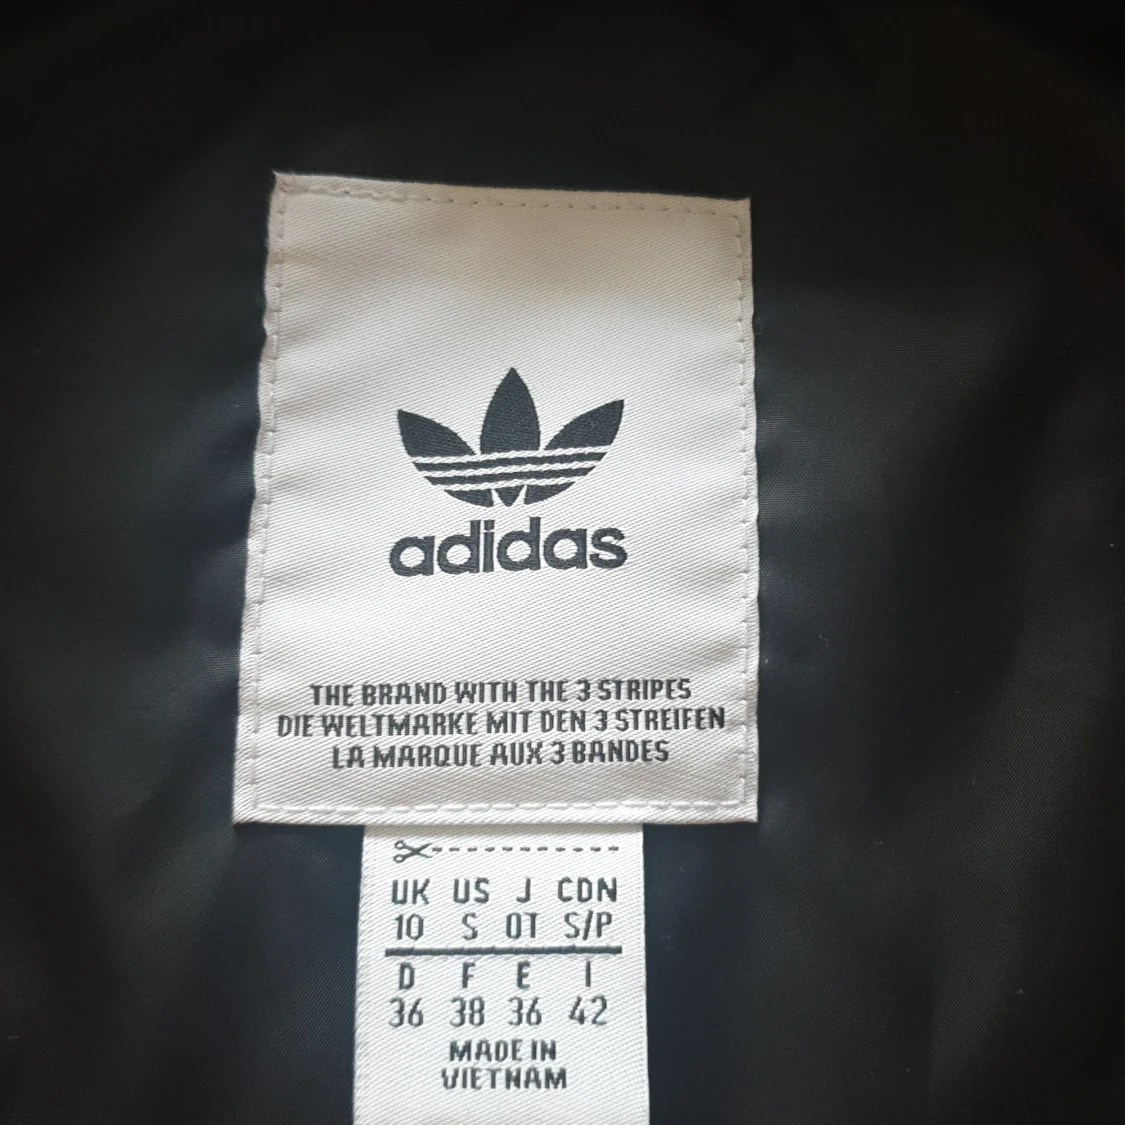 adidas
THE BRAND WITH THE 3 STRIPES
DIE WELTMARKE MIT DEN 3 STREIFEN
LA MARQUE AUX 3 BANDES
UK US J CDN
10 S OT S/P
D F E I
36 38 36 42
MADE IN
VIETNAM